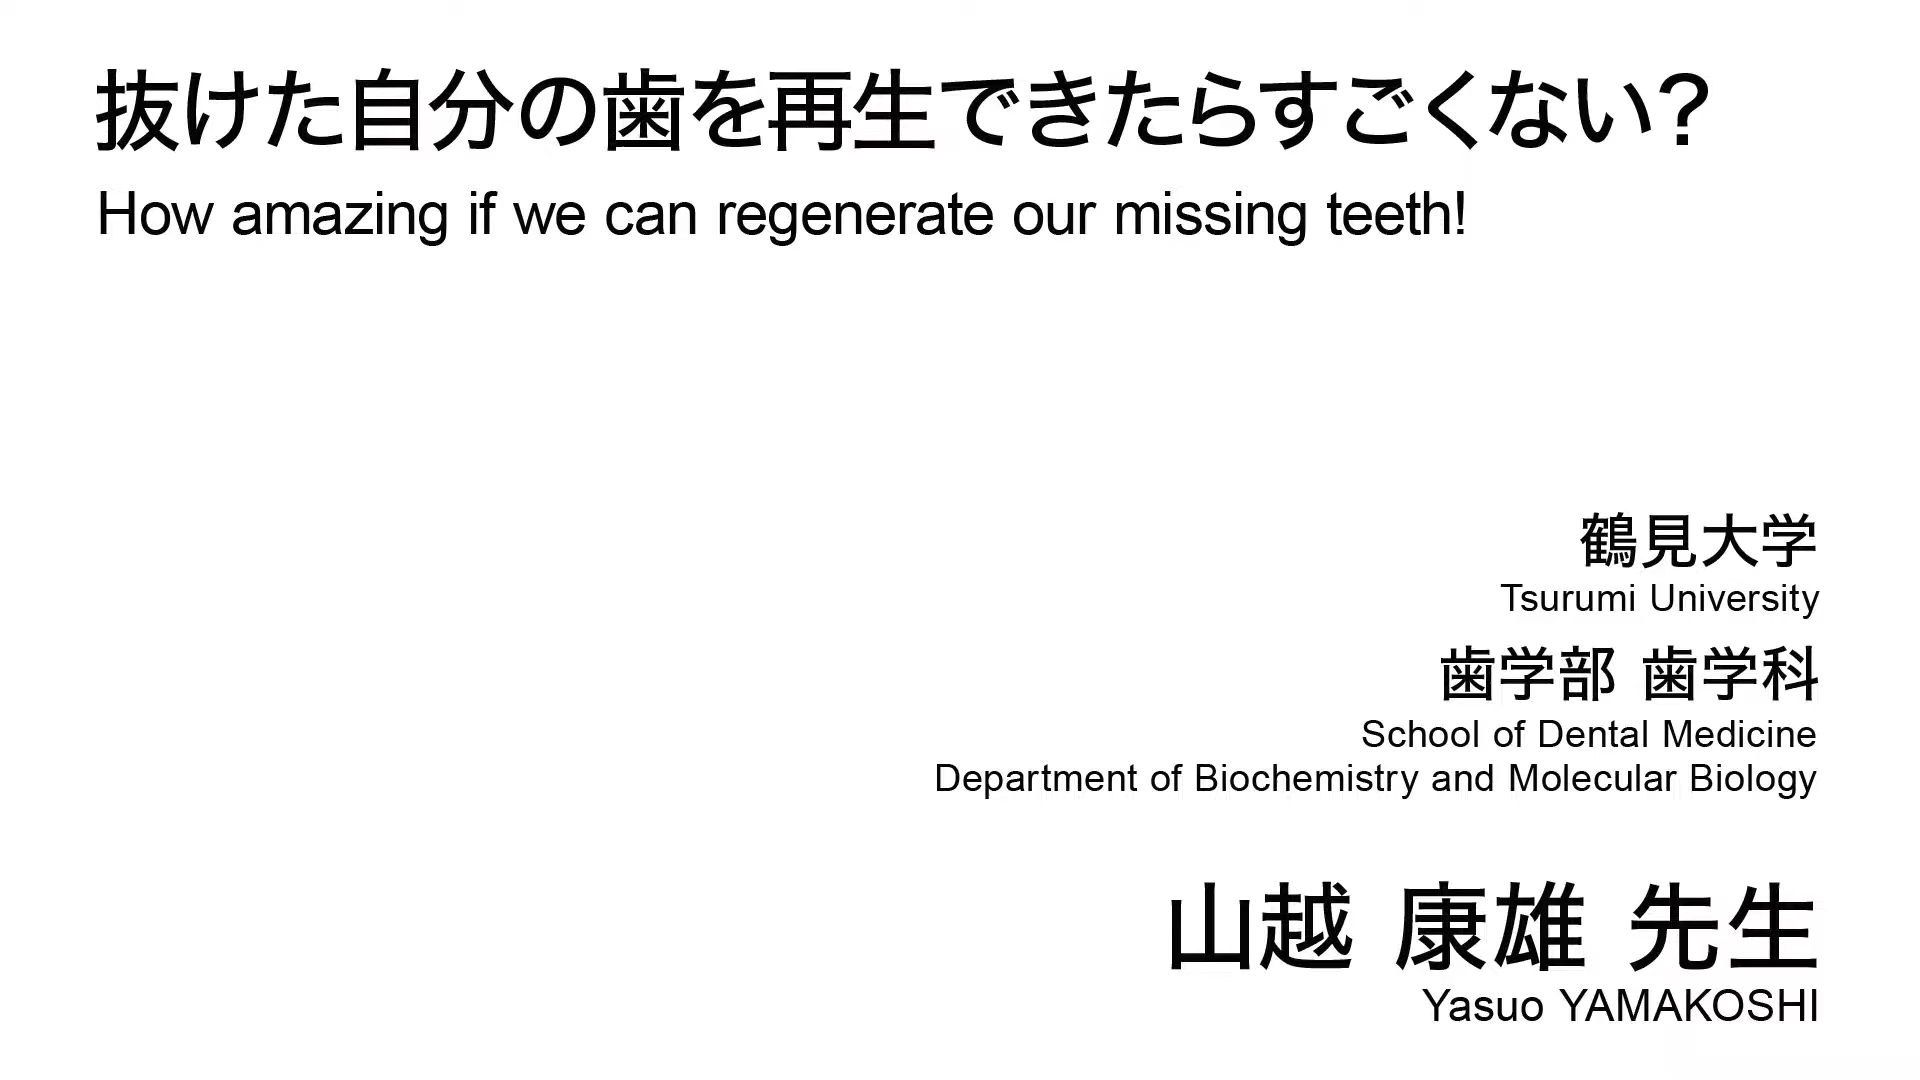 抜けた自分の歯を再生できたらすごくない？
How amazing if we can regenerate our missing teeth!
鶴見大学
Tsurumi University
歯学部 歯学科
School of Dental Medicine
Department of Biochemistry and Molecular Biology
山越 康雄 先生
Yasuo YAMAKOSHI